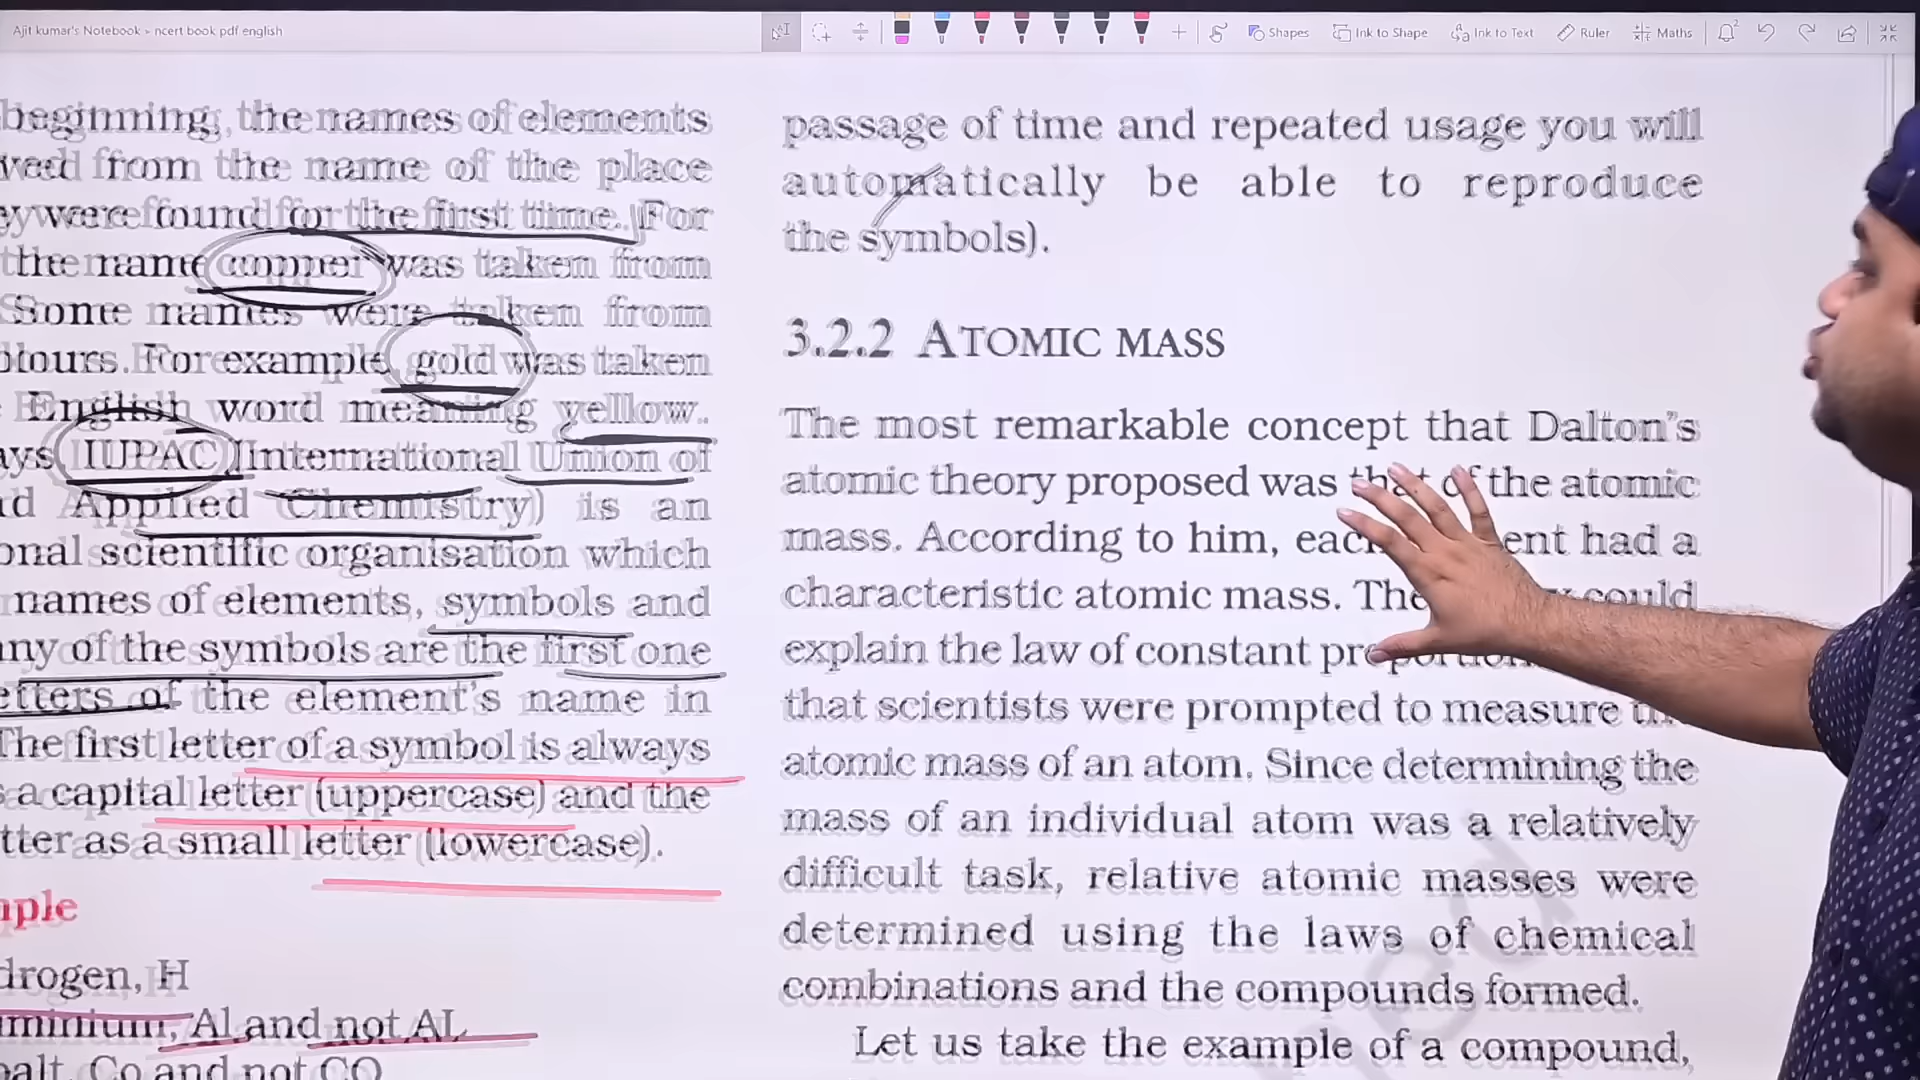 Ajit kumar's Notebook > ncert book pdf english
Shapes
Ink to Shape
Ink to Text
Ruler
Maths
2
beginning, the names of elements
ved from the name of the place
y were found for the first time. For
the name copper was taken from
Some names were taken from
olours. For example, gold was taken
English word meaning yellow.
ays IUPAC (International Union of
nd Applied Chemistry) is an
onal scientific organisation which
names of elements, symbols and
ny of the symbols are the first one
etters of the element's name in
The first letter of a symbol is always
s a capital letter (uppercase) and the
tter as a small letter (lowercase).
mple
drogen, H
uminium, Al and not AL
balt, Co and not CO
passage of time and repeated usage you will
automatically be able to reproduce
the symbols).
3.2.2 ATOMIC MASS
The most remarkable concept that Dalton's
atomic theory proposed was that of the atomic
mass. According to him, each ent had a
characteristic atomic mass. The could
explain the law of constant proportion
that scientists were prompted to measure
atomic mass of an atom. Since determining the
mass of an individual atom was a relatively
difficult task, relative atomic masses were
determined using the laws of chemical
combinations and the compounds formed.
Let us take the example of a compound,